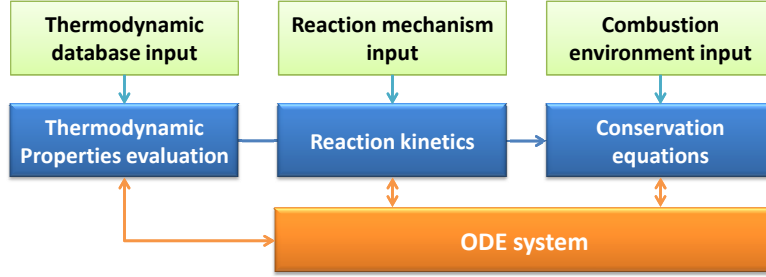 Thermodynamic
database input
Reaction mechanism
input
Combustion
environment input
Thermodynamic
Properties evaluation
Reaction kinetics
Conservation
equations
ODE system